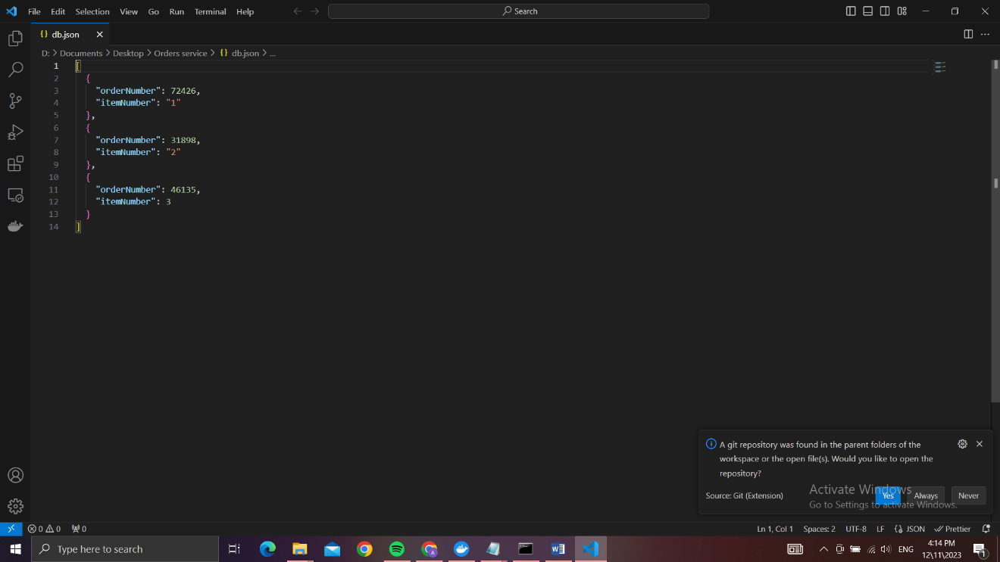 File Edit Selection View Go Run Terminal Help Search
{} db.json
D: > Documents > Desktop > Orders service > {} db.json > ...
1 [
2 {
3 "orderNumber": 72426,
4 "itemNumber": "1"
5 },
6 {
7 "orderNumber": 31898,
8 "itemNumber": "2"
9 },
10 {
11 "orderNumber": 46135,
12 "itemNumber": 3
13 }
14 ]
A git repository was found in the parent folders of the
workspace or the open file(s). Would you like to open the
repository?
Source: Git (Extension) Yes Always Never
Activate Windows
Go to Settings to activate Windows.
0 0 0 Ln 1, Col 1 Spaces: 2 UTF-8 LF {} JSON Prettier
Type here to search ENG
4:14 PM
12\11\2023
1